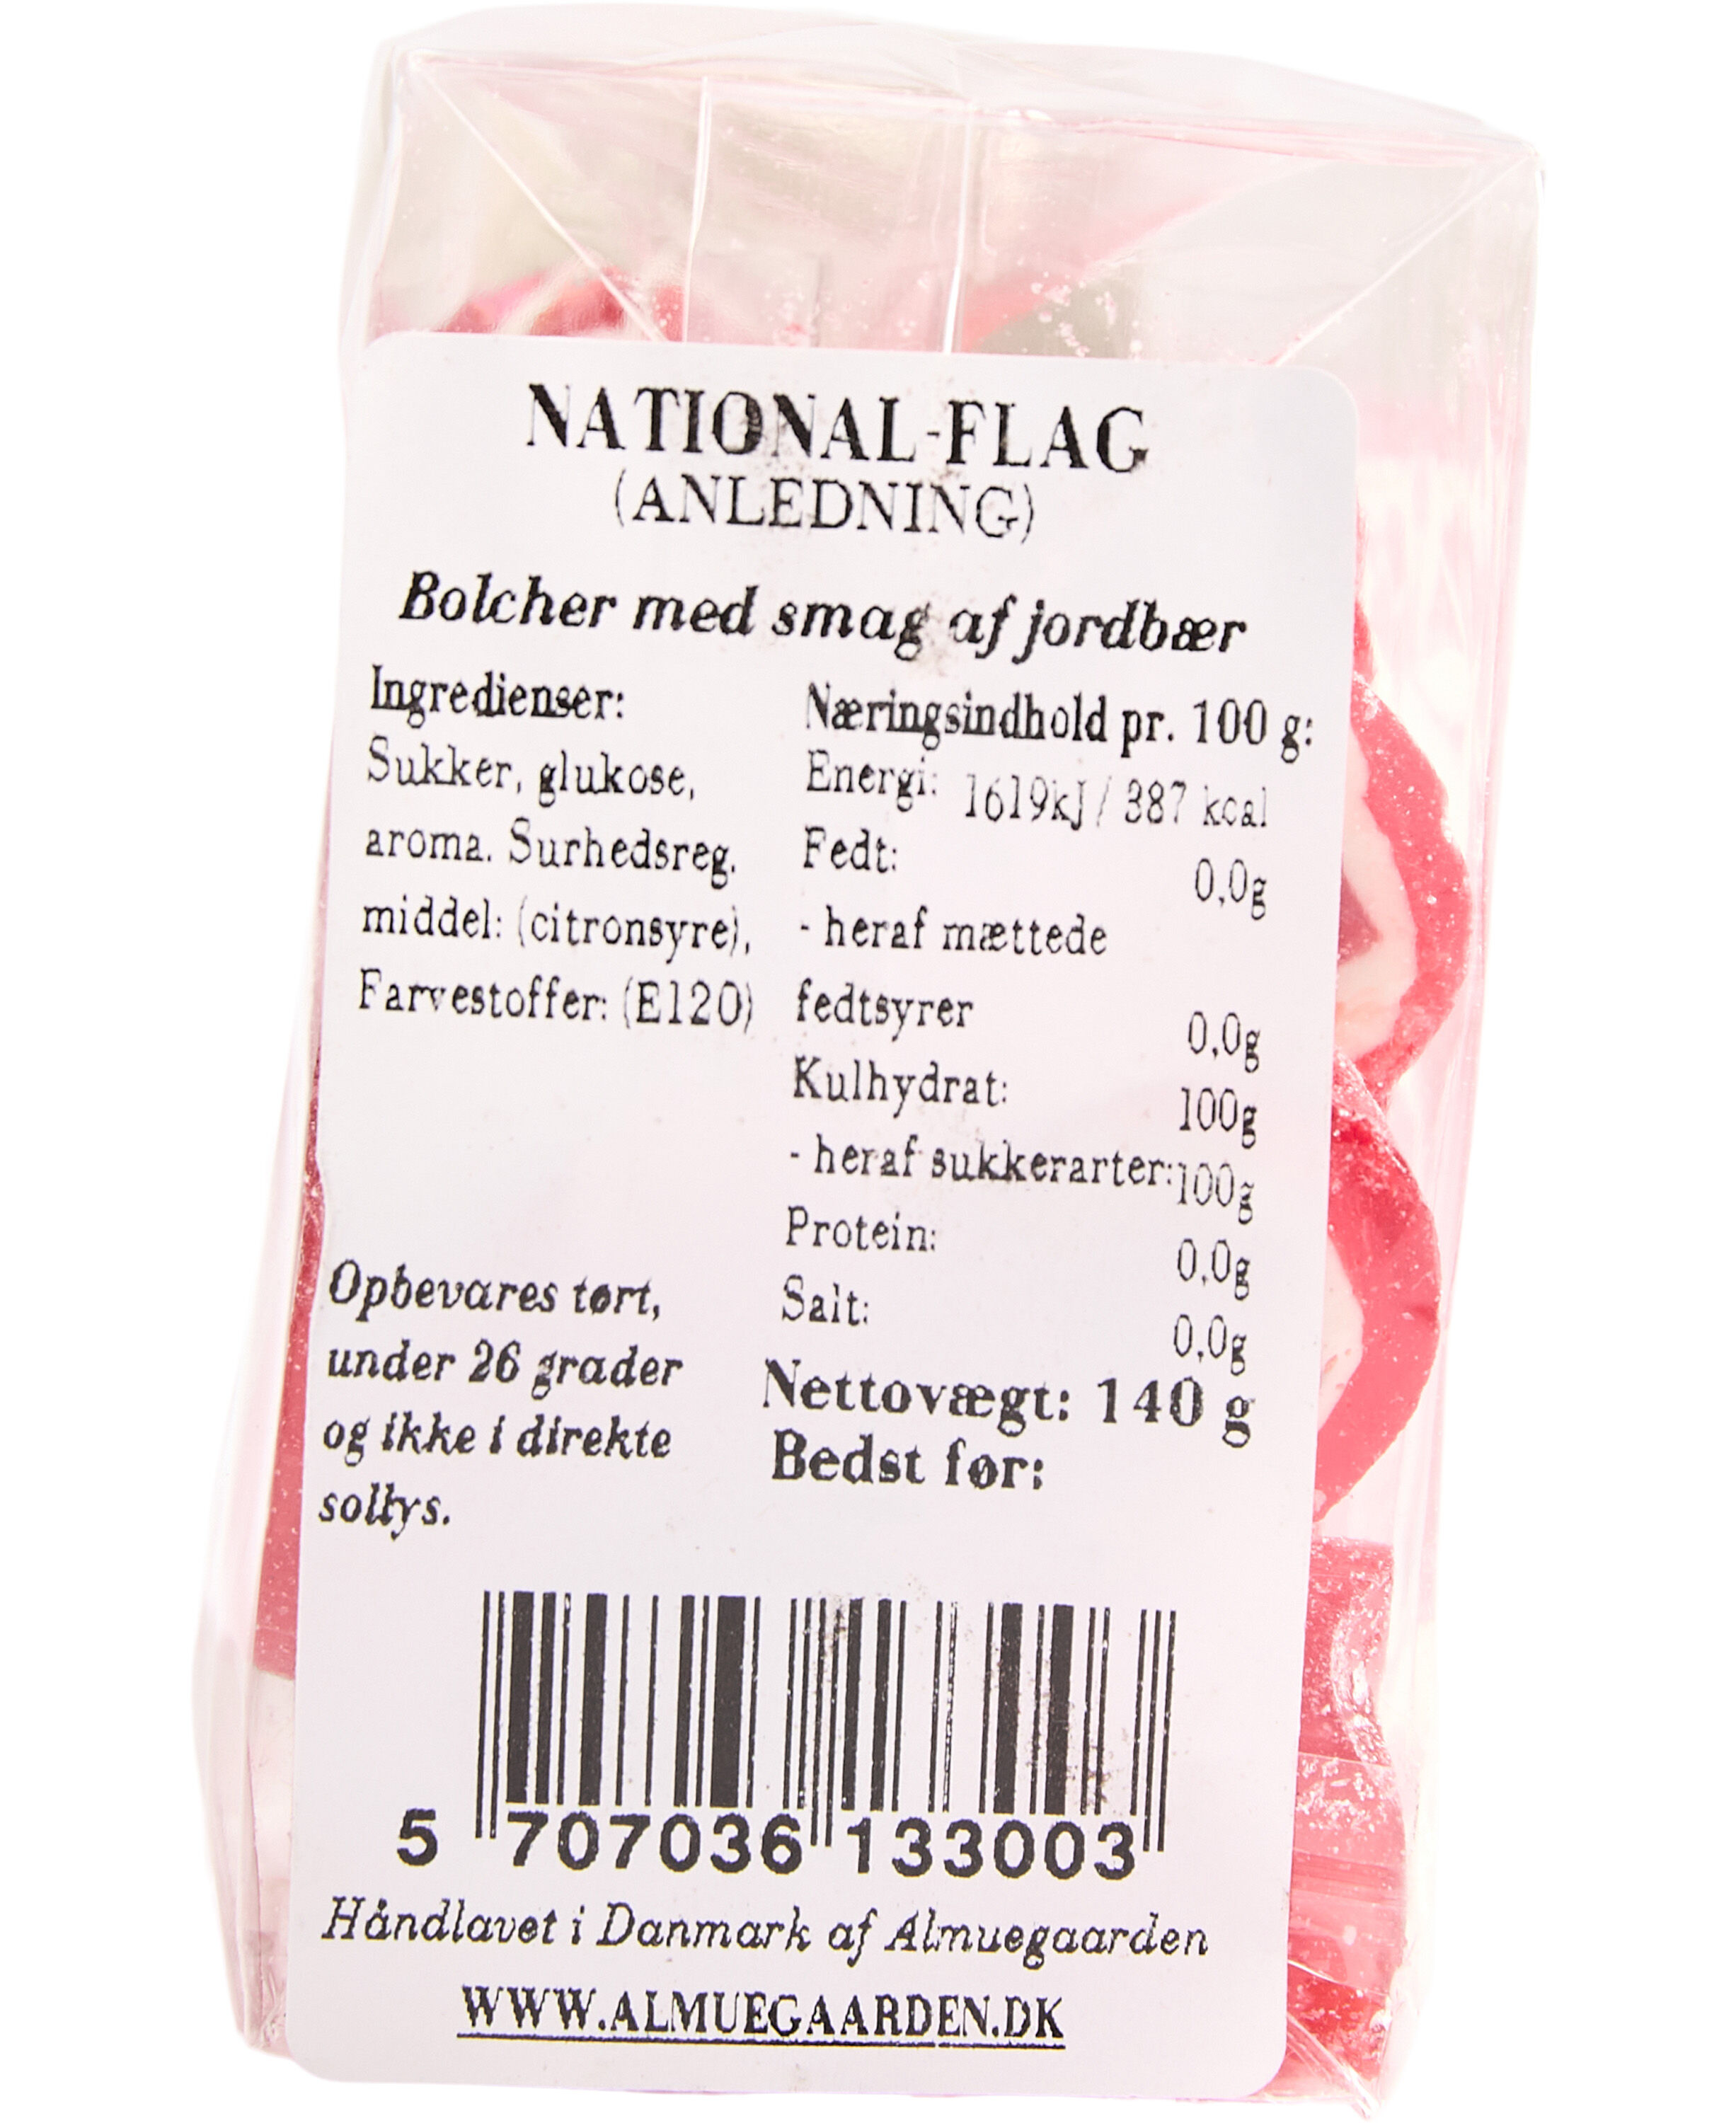 NATIONAL-FLAG
(ANLEDNING)
Bolcher med smag af jordbær
Ingredienser:
Sukker, glukose,
aroma. Surhedsreg.
middel: (citronsyre),
Farvestoffer: (E120)
Næringsindhold pr. 100 g:
Energi: 1619kJ / 387 kcal
Fedt: 0,0g
- heraf mættede
fedtsyrer 0,0g
Kulhydrat: 100g
- heraf sukkerarter: 100g
Protein: 0,0g
Salt: 0,0g
Nettovægt: 140 g
Bedst før:
Opbevares tørt,
under 26 grader
og ikke i direkte
sollys.
5 707036 133003
Håndlavet i Danmark af Almuegaarden
WWW.ALMUEGAARDEN.DK